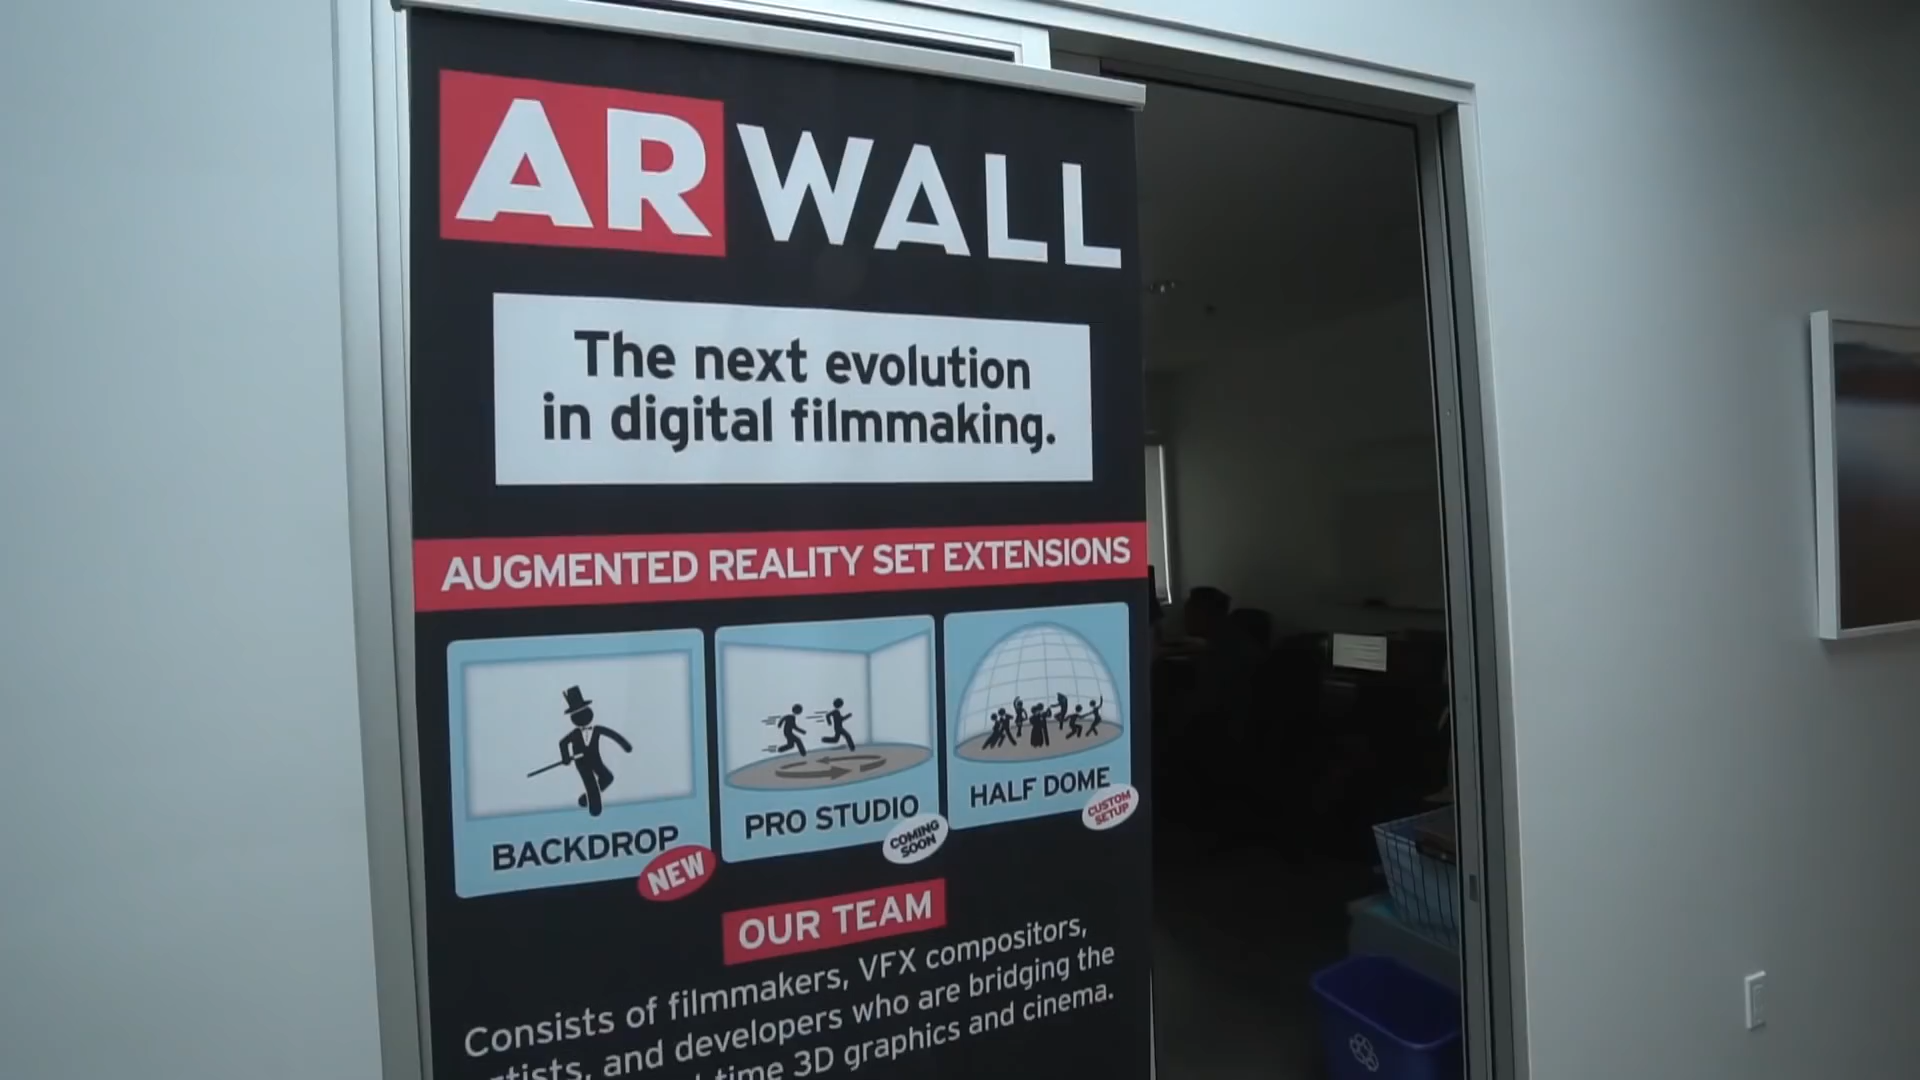 ARWALL
The next evolution
in digital filmmaking.
AUGMENTED REALITY SET EXTENSIONS
BACKDROP
NEW
PRO STUDIO
COMING
SOON
HALF DOME
CUSTOM
SETUP
OUR TEAM
Consists of filmmakers, VFX compositors,
and developers who are bridging the
time 3D graphics and cinema.